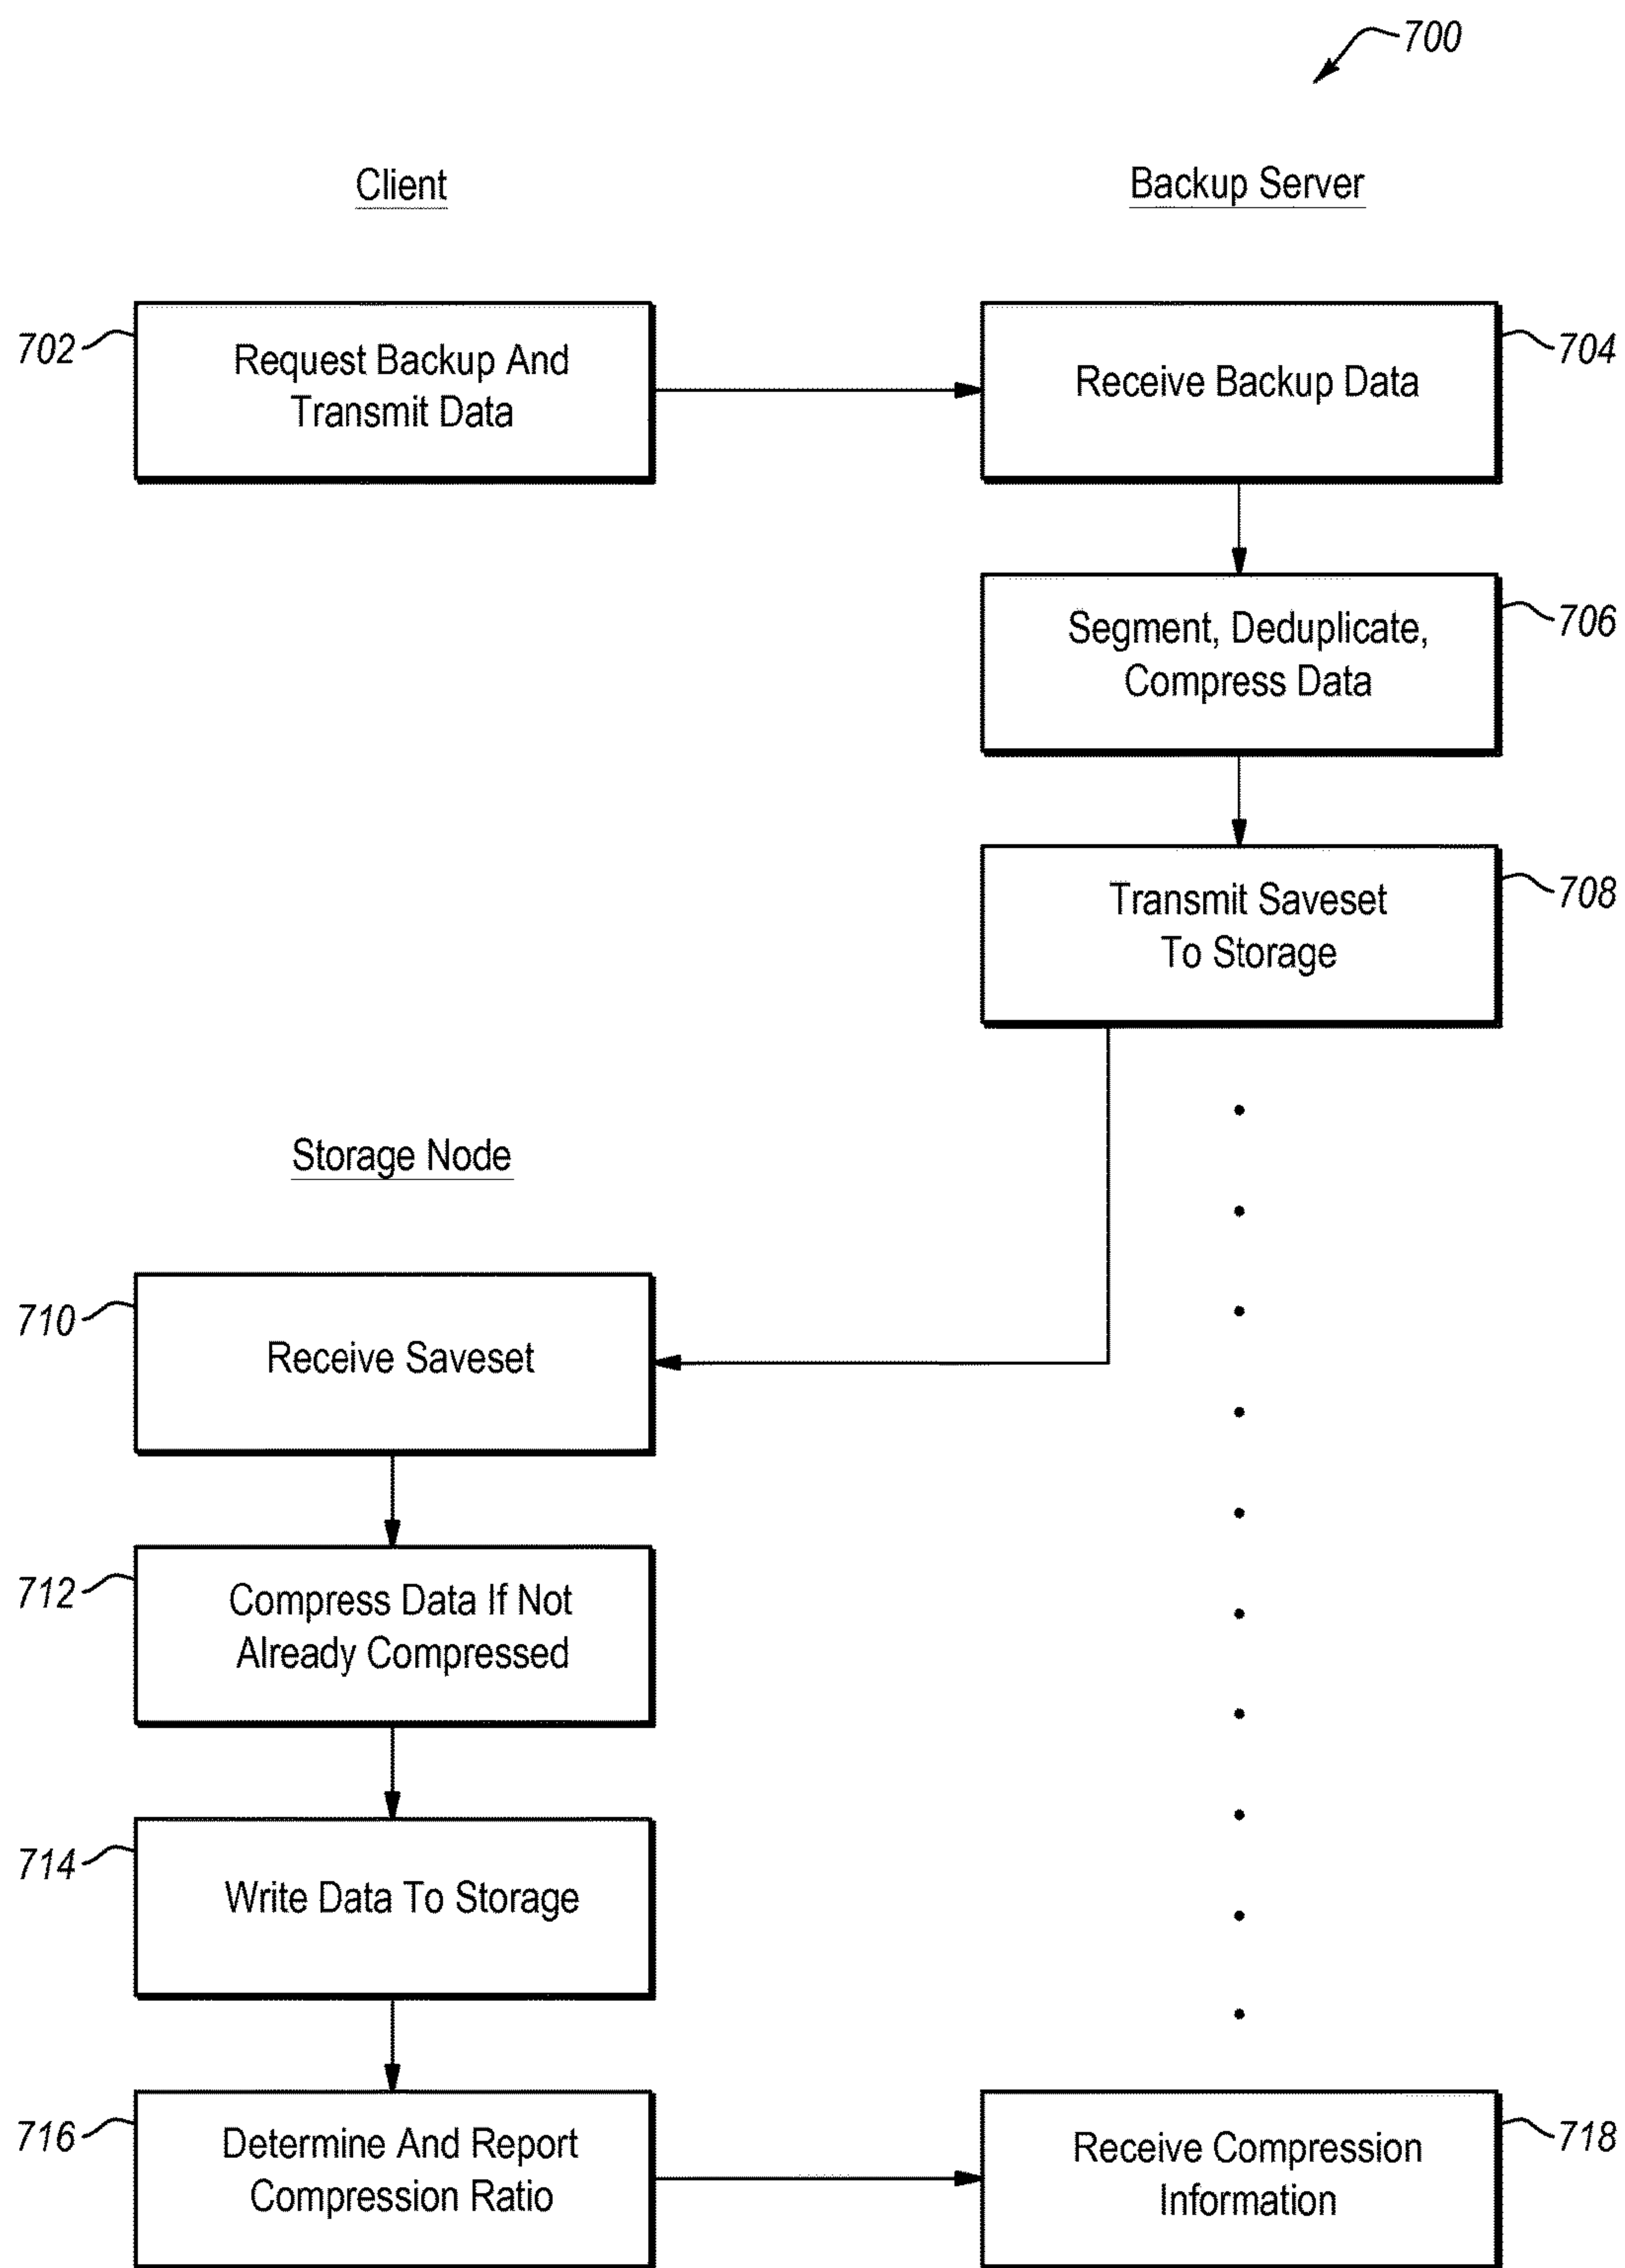 700
Client
Backup Server
702
Request Backup And
Transmit Data
Receive Backup Data
704
Segment, Deduplicate,
Compress Data
706
Transmit Saveset
To Storage
708
Storage Node
710
Receive Saveset
712
Compress Data If Not
Already Compressed
714
Write Data To Storage
716
Determine And Report
Compression Ratio
Receive Compression
Information
718